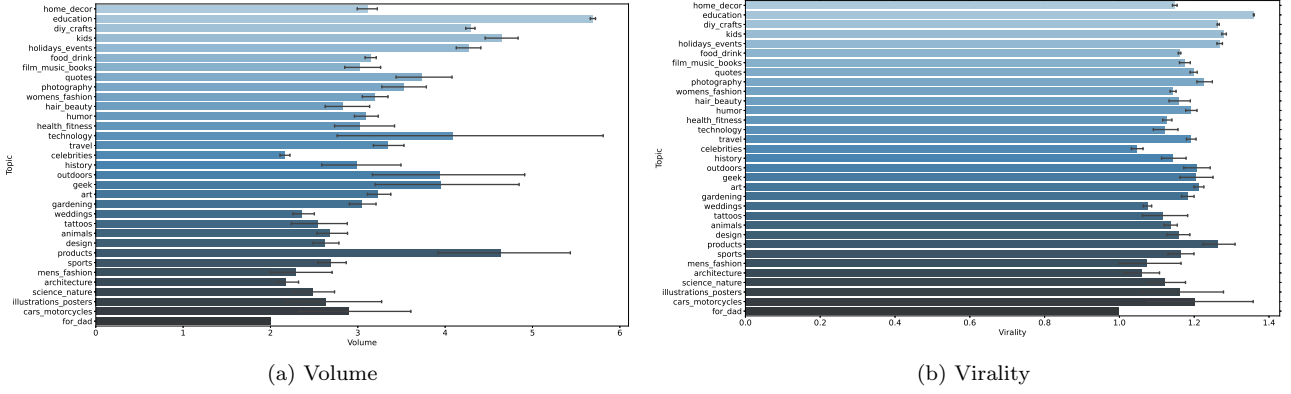 home_decor
education
diy_crafts
kids
holidays_events
food_drink
film_music_books
quotes
photography
womens_fashion
hair_beauty
humor
health_fitness
technology
travel
celebrities
history
outdoors
geek
art
gardening
weddings
tattoos
animals
design
products
sports
mens_fashion
architecture
science_nature
illustrations_posters
cars_motorcycles
for_dad
Topic
0 1 2 3 4 5 6
Volume
(a) Volume
home_decor
education
diy_crafts
kids
holidays_events
food_drink
film_music_books
quotes
photography
womens_fashion
hair_beauty
humor
health_fitness
technology
travel
celebrities
history
outdoors
geek
art
gardening
weddings
tattoos
animals
design
products
sports
mens_fashion
architecture
science_nature
illustrations_posters
cars_motorcycles
for_dad
Topic
0.0 0.2 0.4 0.6 0.8 1.0 1.2 1.4
Virality
(b) Virality